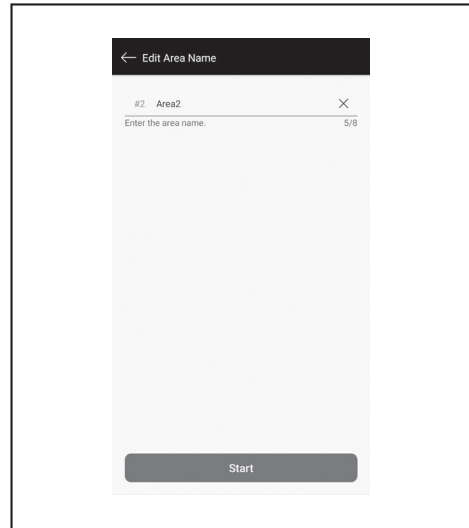 ← Edit Area Name
#2 Area2 ×
Enter the area name. 5/8
Start